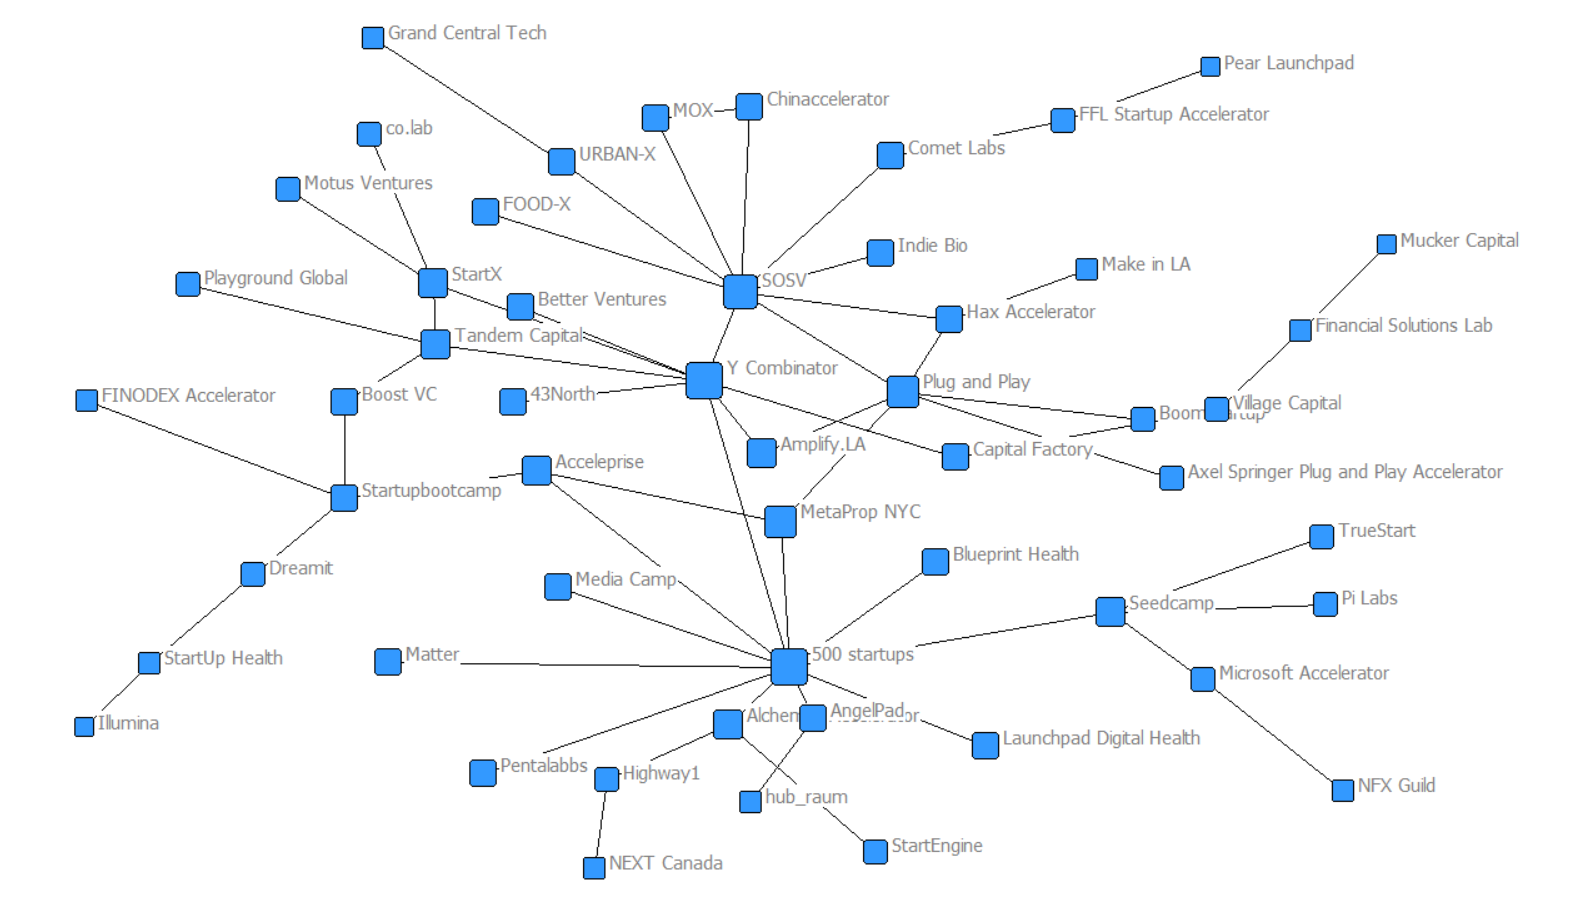 Grand Central Tech
Pear Launchpad
MOX
Chinaccelerator
FFL Startup Accelerator
co.lab
URBAN-X
Comet Labs
Motus Ventures
FOOD-X
Mucker Capital
Indie Bio
Make in LA
StartX
Playground Global
SOSV
Better Ventures
Hax Accelerator
Financial Solutions Lab
Tandem Capital
Y Combinator
Plug and Play
FINODEX Accelerator
Boost VC
43North
Village Capital
Amplify.LA
Capital Factory
Acceleprise
Axel Springer Plug and Play Accelerator
Startupbootcamp
MetaProp NYC
TrueStart
Blueprint Health
Dreamit
Media Camp
Seedcamp
Pi Labs
Matter
500 startups
StartUp Health
Microsoft Accelerator
AngelPad
Illumina
Launchpad Digital Health
Pentalabbs
Highway1
hub_raum
NFX Guild
StartEngine
NEXT Canada